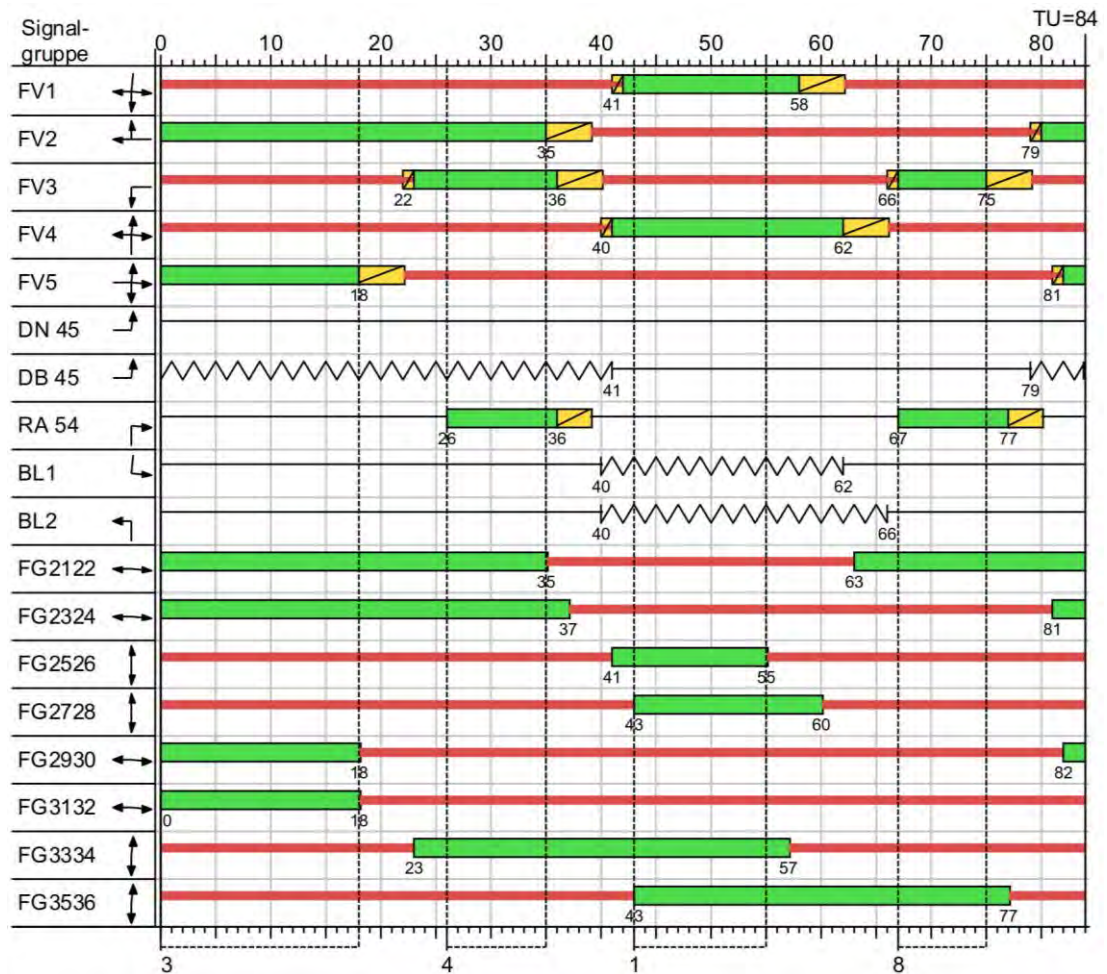 TU=84
Signal-
gruppe
0 10 20 30 40 50 60 70 80
FV1
41 58
FV2
35 79
FV3
22 36 66 75
FV4
40 62
FV5
18 81
DN 45
DB 45
41 79
RA 54
26 36 67 77
BL1
40 62
BL2
40 66
FG2122
35 63
FG2324
37 81
FG2526
41 55
FG2728
43 60
FG2930
18 82
FG3132
0 18
FG3334
23 57
FG3536
43 77
3 4 1 8